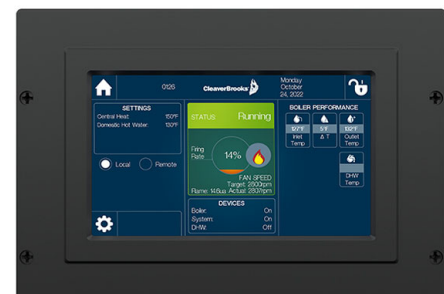 0126
CleaverBrooks
Monday
October
24, 2022
SETTINGS
Central Heat: 150°F
Domestic Hot Water: 130°F
Local
Remote
STATUS Running
Firing
Rate
14%
FAN SPEED
Target: 2800rpm
Flame: 14.6ua Actual: 2807rpm
DEVICES
Boiler: On
System: On
DHW: Off
BOILER PERFORMANCE
127°F
Inlet
Temp
5°F
Δ T
132°F
Outlet
Temp
DHW
Temp